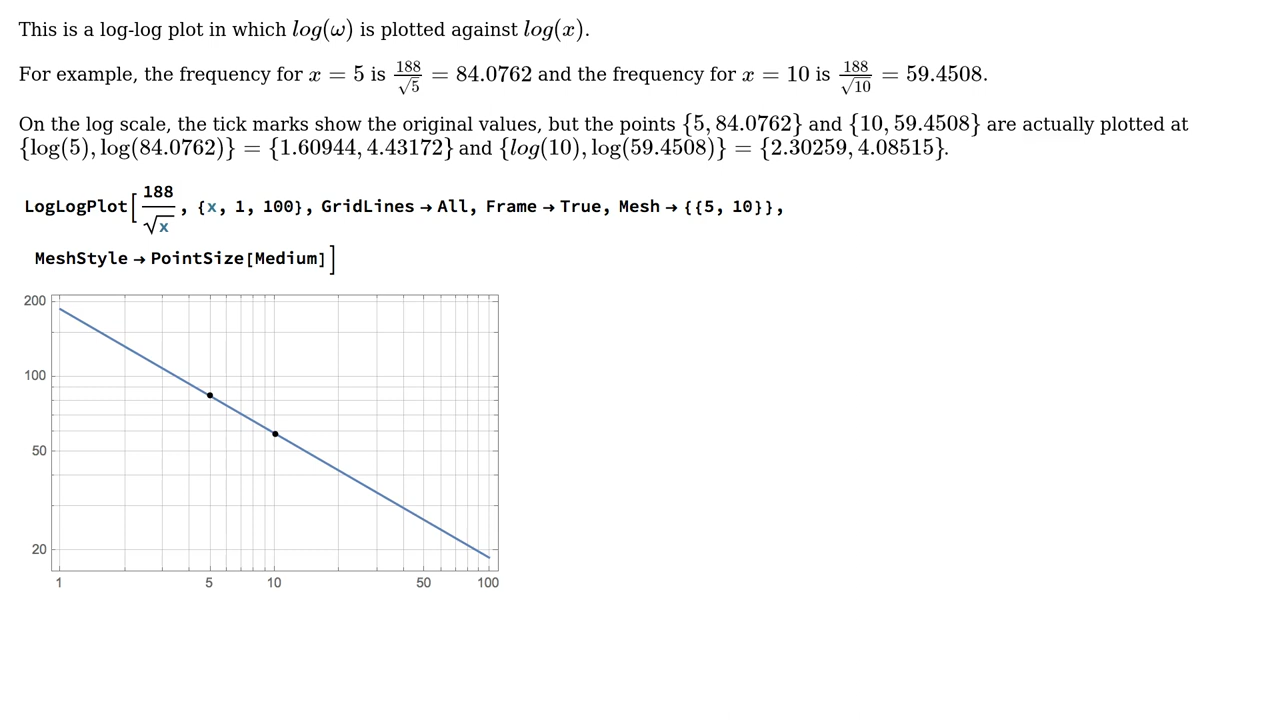 This is a log-log plot in which log(ω) is plotted against log(x).
For example, the frequency for x = 5 is 188/√5 = 84.0762 and the frequency for x = 10 is 188/√10 = 59.4508.
On the log scale, the tick marks show the original values, but the points {5, 84.0762} and {10, 59.4508} are actually plotted at
{log(5), log(84.0762)} = {1.60944, 4.43172} and {log(10), log(59.4508)} = {2.30259, 4.08515}.
LogLogPlot[188/√x, {x, 1, 100}, GridLines → All, Frame → True, Mesh → {{5, 10}},
MeshStyle → PointSize[Medium]]
200
100
50
20
1 5 10 50 100